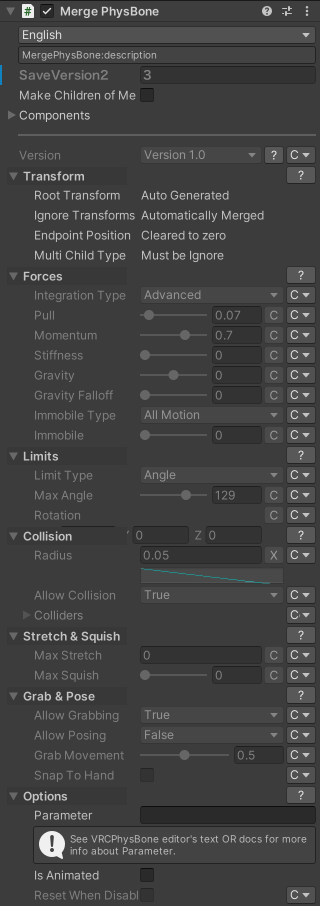 Merge PhysBone
English
MergePhysBone:description
SaveVersion2 3
Make Children of Me
Components
Version Version 1.0 ? C
Transform ?
Root Transform Auto Generated
Ignore Transforms Automatically Merged
Endpoint Position Cleared to zero
Multi Child Type Must be Ignore
Forces ?
Integration Type Advanced C
Pull 0.07 C
Momentum 0.7 C
Stiffness 0 C
Gravity 0 C
Gravity Falloff 0 C
Immobile Type All Motion C
Immobile 0 C
Limits ?
Limit Type Angle C
Max Angle 129 C
Rotation C
Collision Y 0 Z 0 ?
Radius 0.05 X C
Allow Collision True C
Colliders C
Stretch & Squish ?
Max Stretch 0 C
Max Squish 0 C
Grab & Pose ?
Allow Grabbing True C
Allow Posing False C
Grab Movement 0.5 C
Snap To Hand C
Options ?
Parameter
See VRCPhysBone editor's text OR docs for more
info about Parameter.
Is Animated
Reset When Disabl C